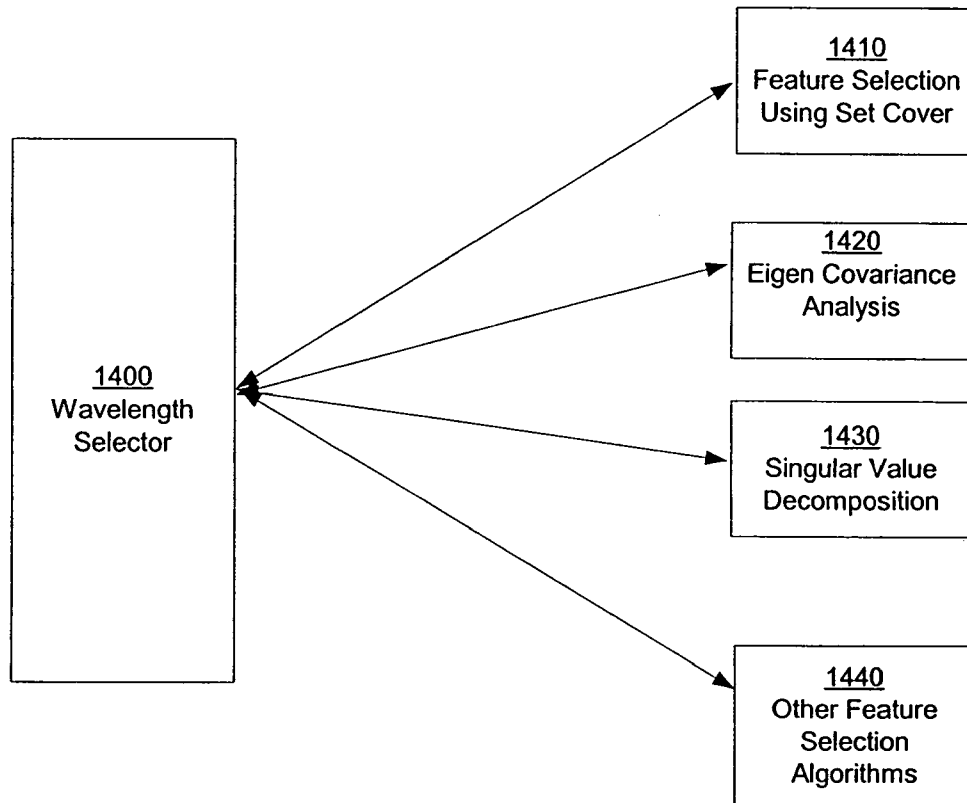 1410
Feature Selection
Using Set Cover
1420
Eigen Covariance
Analysis
1400
Wavelength
Selector
1430
Singular Value
Decomposition
1440
Other Feature
Selection
Algorithms